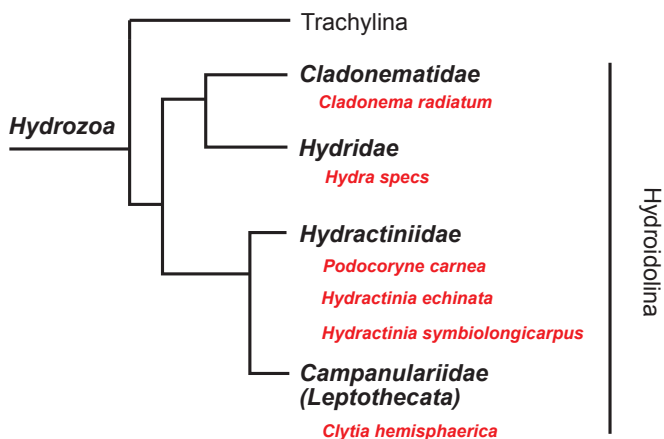 Trachylina
Cladonematidae
Cladonema radiatum
Hydrozoa
Hydridae
Hydra specs
Hydractiniidae
Podocoryne carnea
Hydractinia echinata
Hydractinia symbiolongicarpus
Campanulariidae
(Leptothecata)
Clytia hemisphaerica
Hydroidolina